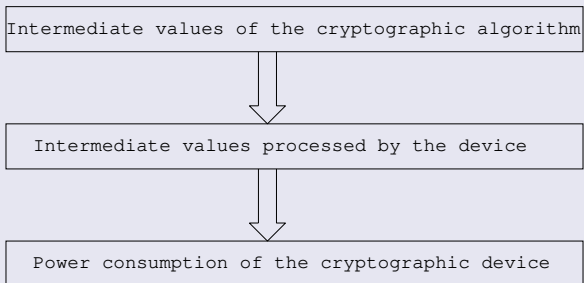 Intermediate values of the cryptographic algorithm
Intermediate values processed by the device
Power consumption of the cryptographic device